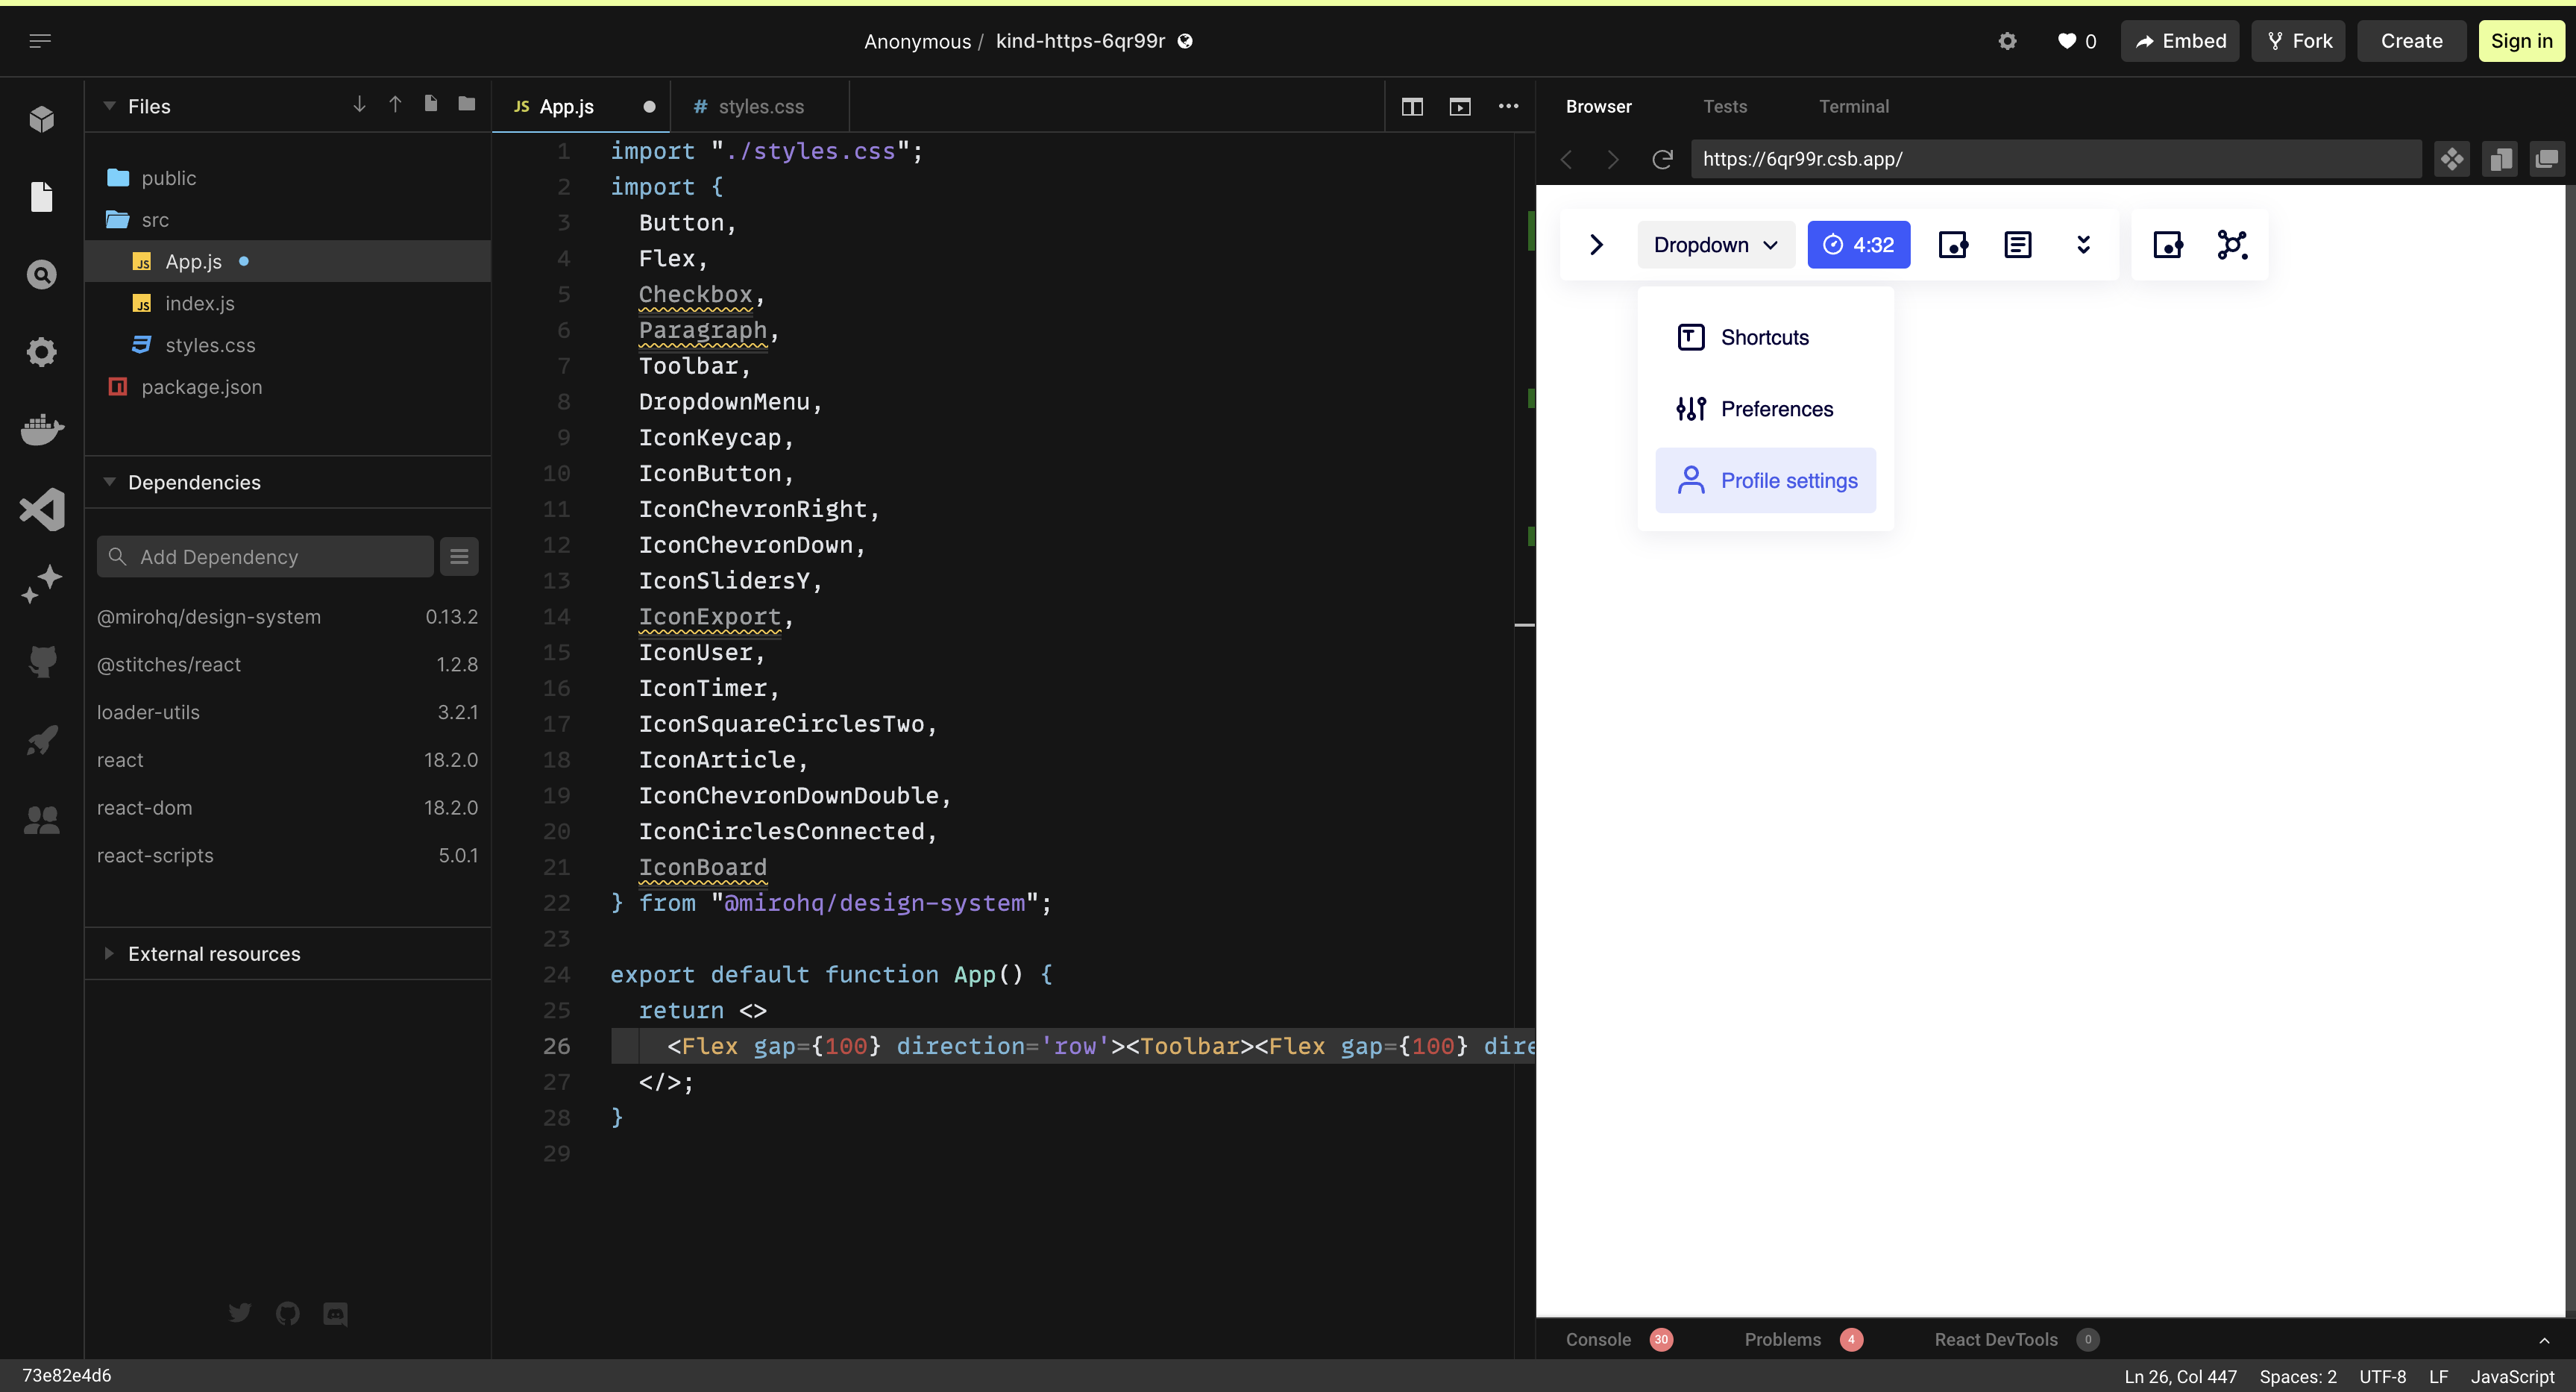 Anonymous / kind-https-6qr99r
0
Embed
Fork
Create
Sign in
Files
public
src
JS App.js
JS index.js
styles.css
package.json
Dependencies
Add Dependency
@mirohq/design-system 0.13.2
@stitches/react 1.2.8
loader-utils 3.2.1
react 18.2.0
react-dom 18.2.0
react-scripts 5.0.1
External resources
JS App.js
# styles.css
1 import "./styles.css";
2 import {
3 Button,
4 Flex,
5 Checkbox,
6 Paragraph,
7 Toolbar,
8 DropdownMenu,
9 IconKeycap,
10 IconButton,
11 IconChevronRight,
12 IconChevronDown,
13 IconSlidersY,
14 IconExport,
15 IconUser,
16 IconTimer,
17 IconSquareCirclesTwo,
18 IconArticle,
19 IconChevronDownDouble,
20 IconCirclesConnected,
21 IconBoard
22 } from "@mirohq/design-system";
23
24 export default function App() {
25 return <>
26 <Flex gap={100} direction='row'><Toolbar><Flex gap={100} dire
27 </>;
28 }
29
Browser Tests Terminal
https://6qr99r.csb.app/
Dropdown
4:32
Shortcuts
Preferences
Profile settings
Console 30 Problems 4 React DevTools 0
73e82e4d6
Ln 26, Col 447 Spaces: 2 UTF-8 LF JavaScript